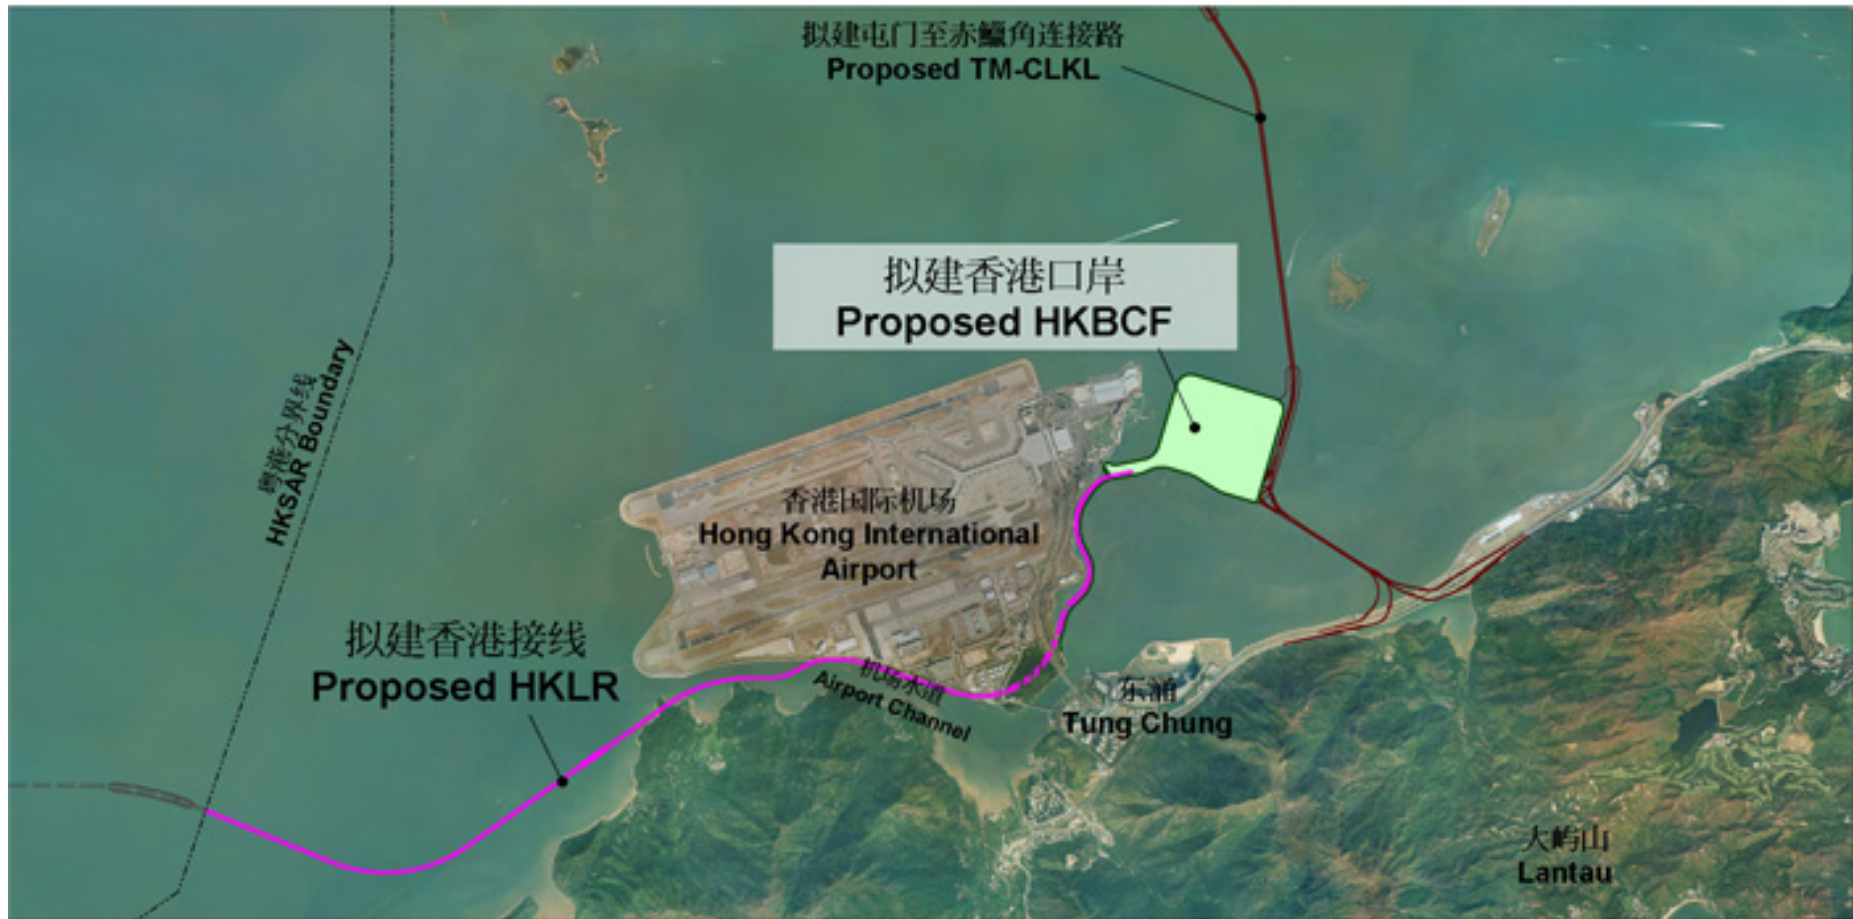 拟建屯门至赤鱲角连接路
Proposed TM-CLKL
拟建香港口岸
Proposed HKBCF
粤港分界线
HKSAR Boundary
香港国际机场
Hong Kong International
Airport
拟建香港接线
Proposed HKLR
机场水道
Airport Channel
东涌
Tung Chung
大屿山
Lantau